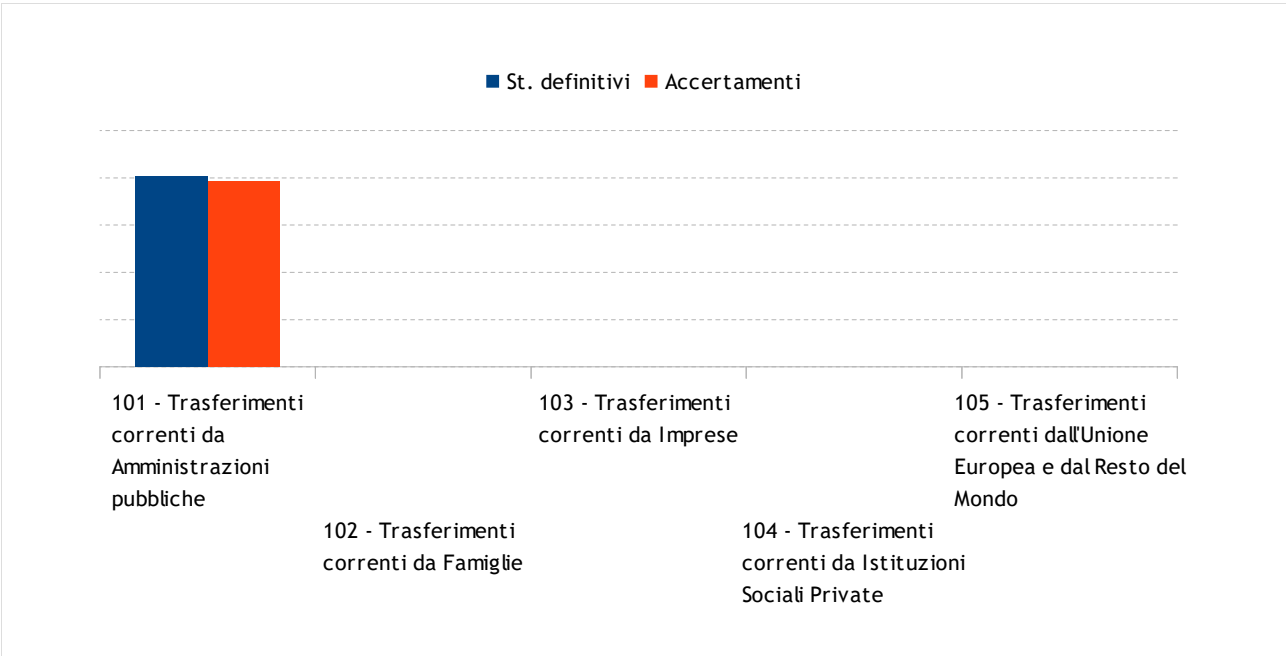 St. definitivi Accertamenti
101 - Trasferimenti
correnti da
Amministrazioni
pubbliche
102 - Trasferimenti
correnti da Famiglie
103 - Trasferimenti
correnti da Imprese
104 - Trasferimenti
correnti da Istituzioni
Sociali Private
105 - Trasferimenti
correnti dall'Unione
Europea e dal Resto del
Mondo